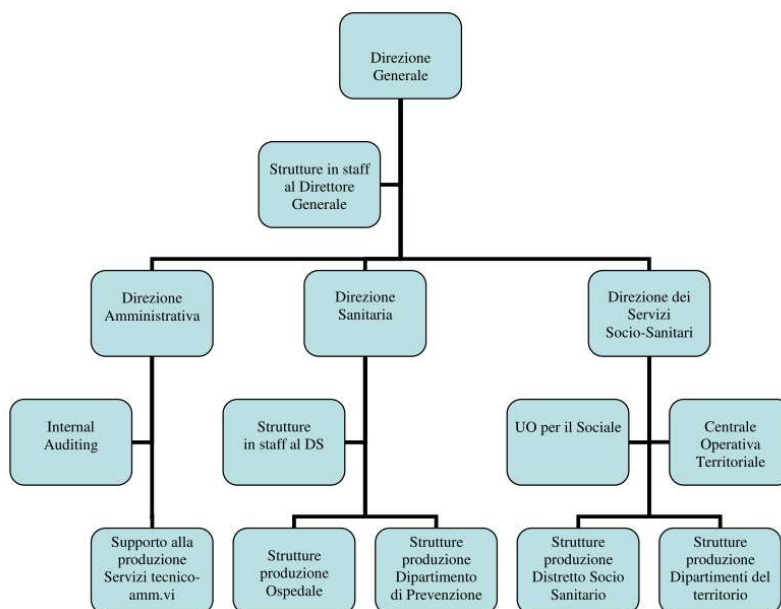 Direzione
Generale
Strutture in staff
al Direttore
Generale
Direzione
Amministrativa
Direzione
Sanitaria
Direzione dei
Servizi
Socio-Sanitari
Internal
Auditing
Strutture
in staff al DS
UO per il Sociale
Centrale
Operativa
Territoriale
Supporto alla
produzione
Servizi tecnico-
amm.vi
Strutture
produzione
Ospedale
Strutture
produzione
Dipartimento
di Prevenzione
Strutture
produzione
Distretto Socio
Sanitario
Strutture
produzione
Dipartimenti del
territorio